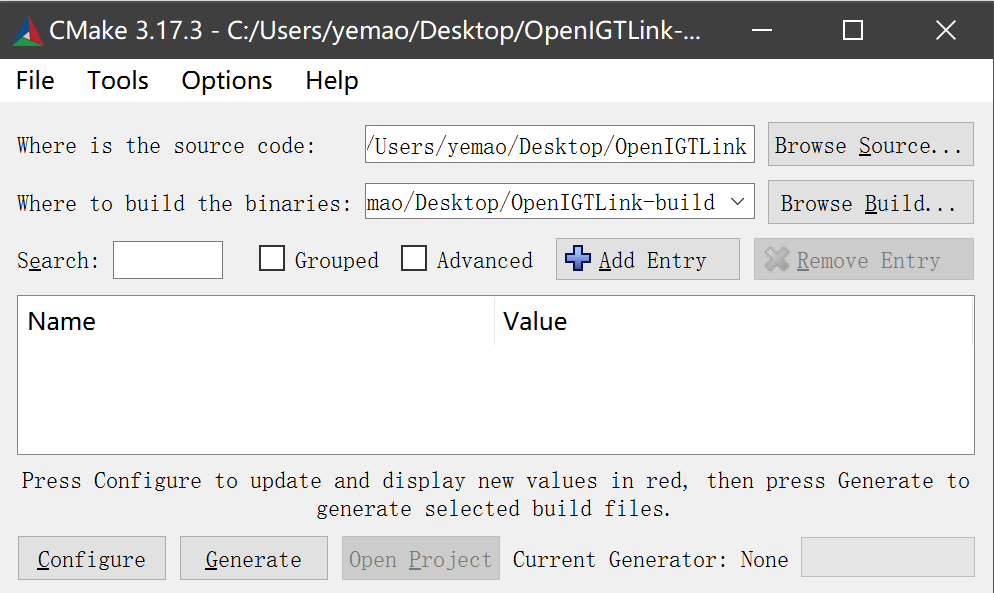 CMake 3.17.3 - C:/Users/yemao/Desktop/OpenIGTLink-...
File Tools Options Help
Where is the source code: /Users/yemao/Desktop/OpenIGTLink Browse Source...
Where to build the binaries: mao/Desktop/OpenIGTLink-build Browse Build...
Search: Grouped Advanced Add Entry Remove Entry
Name Value
Press Configure to update and display new values in red, then press Generate to
generate selected build files.
Configure Generate Open Project Current Generator: None